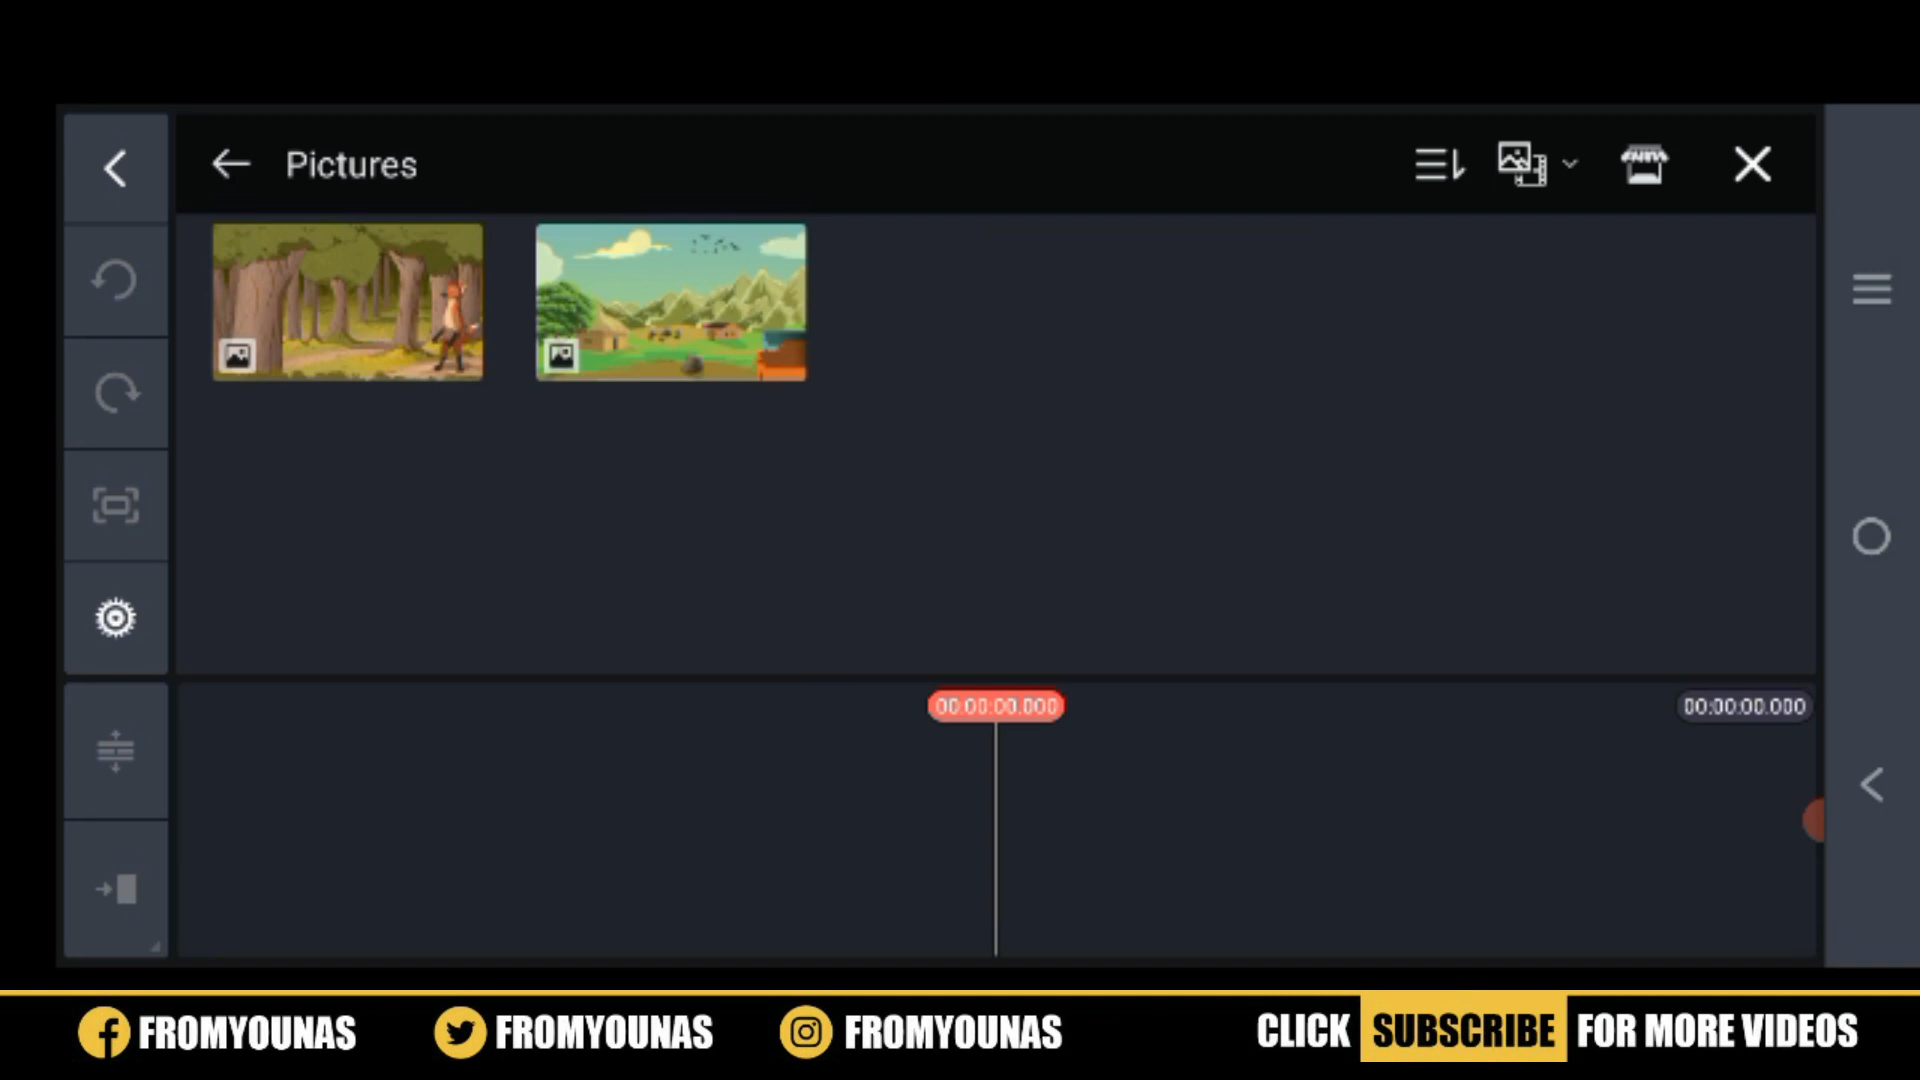 Pictures
00:00:00.000
00:00:00.000
FROMYOUNAS
FROMYOUNAS
FROMYOUNAS
CLICK SUBSCRIBE FOR MORE VIDEOS